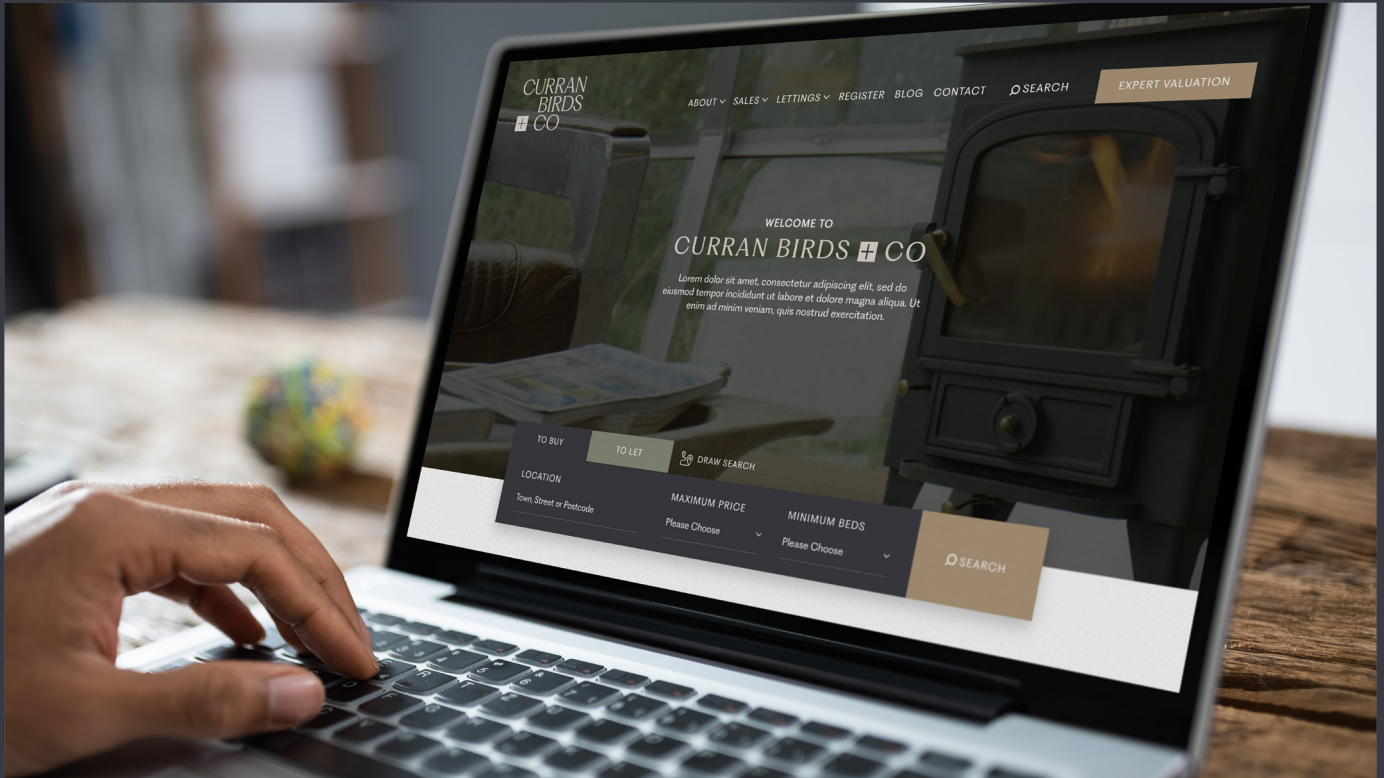 CURRAN
BIRDS
+ CO
ABOUT SALES LETTINGS REGISTER BLOG CONTACT SEARCH EXPERT VALUATION
WELCOME TO
CURRAN BIRDS + CO
Lorem dolor sit amet, consectetur adipiscing elit, sed do
eiusmod tempor incididunt ut labore et dolore magna aliqua. Ut
enim ad minim veniam, quis nostrud exercitation.
TO BUY TO LET DRAW SEARCH
LOCATION MAXIMUM PRICE MINIMUM BEDS
Town, Street or Postcode Please Choose Please Choose
SEARCH